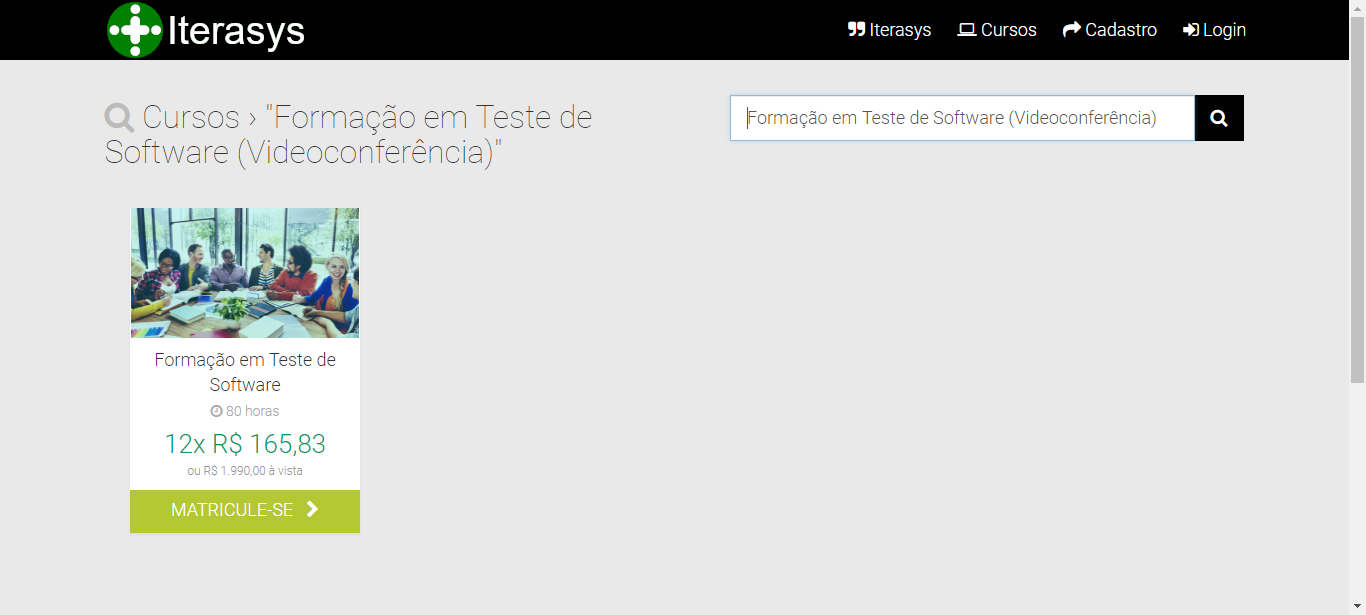 Iterasys
Iterasys
Cursos
Cadastro
Login
Cursos › "Formação em Teste de
Software (Videoconferência)"
Formação em Teste de Software (Videoconferência)
Formação em Teste de
Software
80 horas
12x R$ 165,83
ou R$ 1.990,00 à vista
MATRICULE-SE